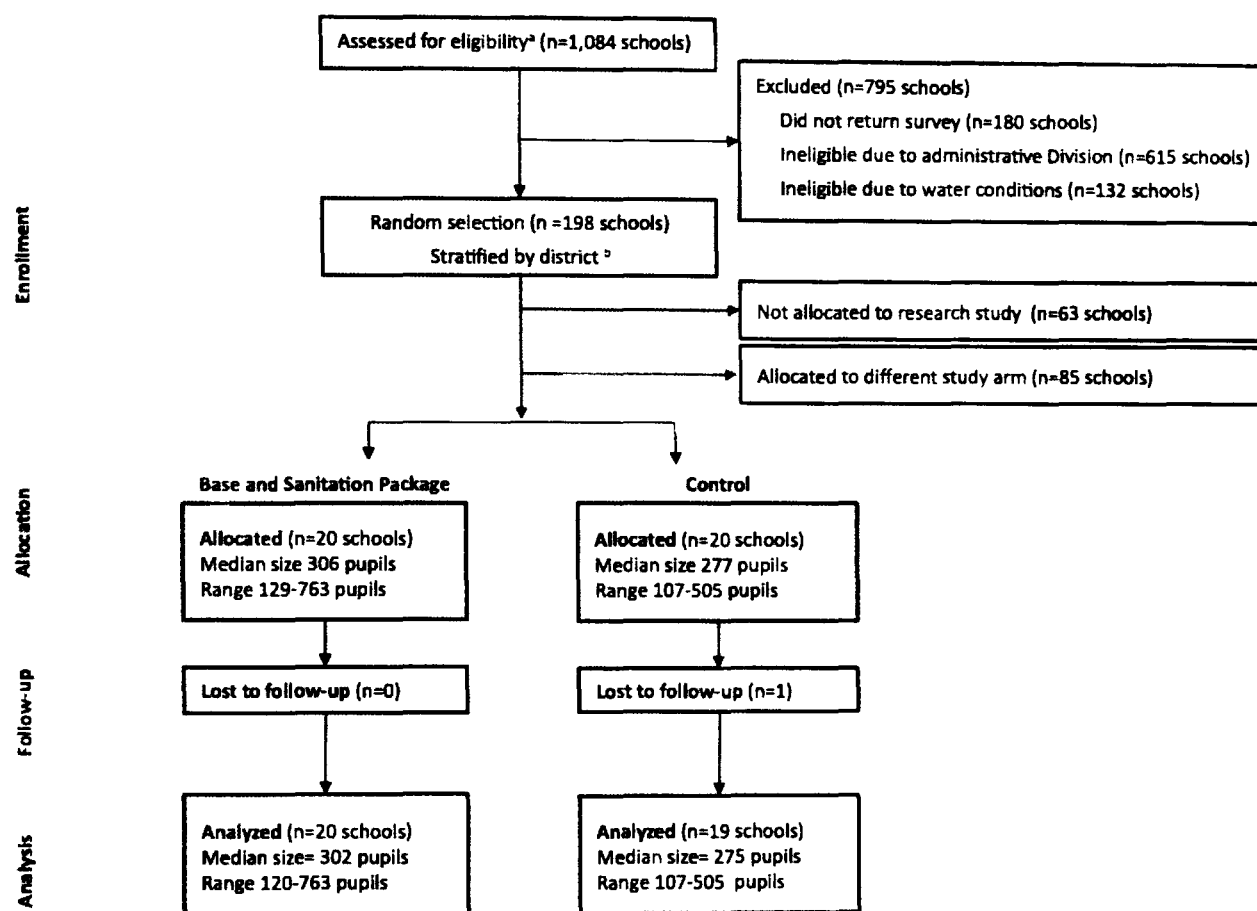 Assessed for eligibilityᵃ (n=1,084 schools)
Excluded (n=795 schools)
Did not return survey (n=180 schools)
Ineligible due to administrative Division (n=615 schools)
Ineligible due to water conditions (n=132 schools)
Enrollment
Random selection (n =198 schools)
Stratified by district ᵇ
Not allocated to research study (n=63 schools)
Allocated to different study arm (n=85 schools)
Allocation
Base and Sanitation Package
Allocated (n=20 schools)
Median size 306 pupils
Range 129-763 pupils
Control
Allocated (n=20 schools)
Median size 277 pupils
Range 107-505 pupils
Follow-up
Lost to follow-up (n=0)
Lost to follow-up (n=1)
Analysis
Analyzed (n=20 schools)
Median size= 302 pupils
Range 120-763 pupils
Analyzed (n=19 schools)
Median size= 275 pupils
Range 107-505 pupils